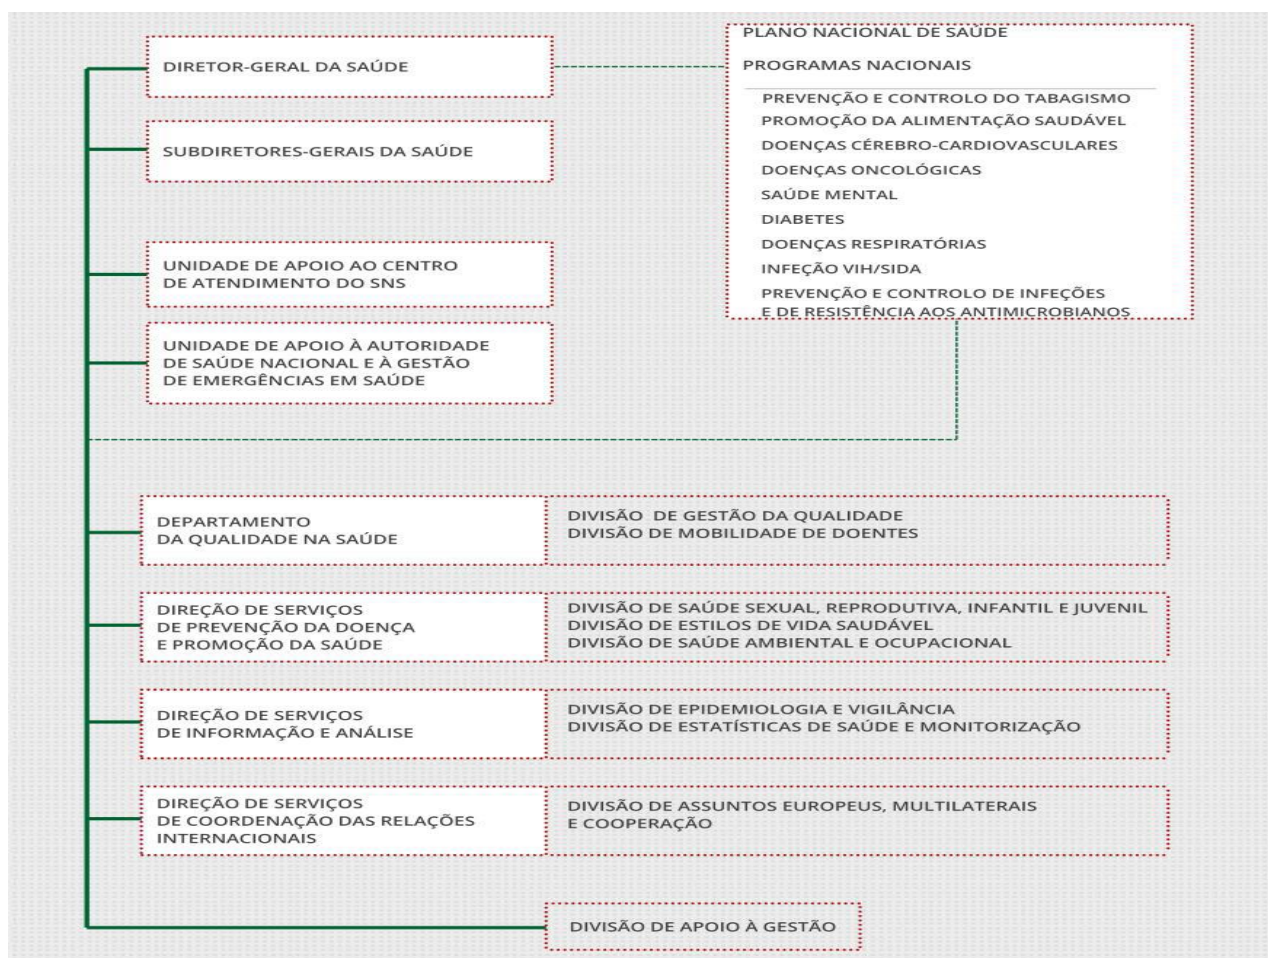 DIRETOR-GERAL DA SAÚDE
SUBDIRETORES-GERAIS DA SAÚDE
UNIDADE DE APOIO AO CENTRO
DE ATENDIMENTO DO SNS
UNIDADE DE APOIO À AUTORIDADE
DE SAÚDE NACIONAL E À GESTÃO
DE EMERGÊNCIAS EM SAÚDE
PLANO NACIONAL DE SAÚDE
PROGRAMAS NACIONAIS
PREVENÇÃO E CONTROLO DO TABAGISMO
PROMOÇÃO DA ALIMENTAÇÃO SAUDÁVEL
DOENÇAS CÉREBRO-CARDIOVASCULARES
DOENÇAS ONCOLÓGICAS
SAÚDE MENTAL
DIABETES
DOENÇAS RESPIRATÓRIAS
INFEÇÃO VIH/SIDA
PREVENÇÃO E CONTROLO DE INFEÇÕES
E DE RESISTÊNCIA AOS ANTIMICROBIANOS
DEPARTAMENTO
DA QUALIDADE NA SAÚDE
DIVISÃO DE GESTÃO DA QUALIDADE
DIVISÃO DE MOBILIDADE DE DOENTES
DIREÇÃO DE SERVIÇOS
DE PREVENÇÃO DA DOENÇA
E PROMOÇÃO DA SAÚDE
DIVISÃO DE SAÚDE SEXUAL, REPRODUTIVA, INFANTIL E JUVENIL
DIVISÃO DE ESTILOS DE VIDA SAUDÁVEL
DIVISÃO DE SAÚDE AMBIENTAL E OCUPACIONAL
DIREÇÃO DE SERVIÇOS
DE INFORMAÇÃO E ANÁLISE
DIVISÃO DE EPIDEMIOLOGIA E VIGILÂNCIA
DIVISÃO DE ESTATÍSTICAS DE SAÚDE E MONITORIZAÇÃO
DIREÇÃO DE SERVIÇOS
DE COORDENAÇÃO DAS RELAÇÕES
INTERNACIONAIS
DIVISÃO DE ASSUNTOS EUROPEUS, MULTILATERAIS
E COOPERAÇÃO
DIVISÃO DE APOIO À GESTÃO